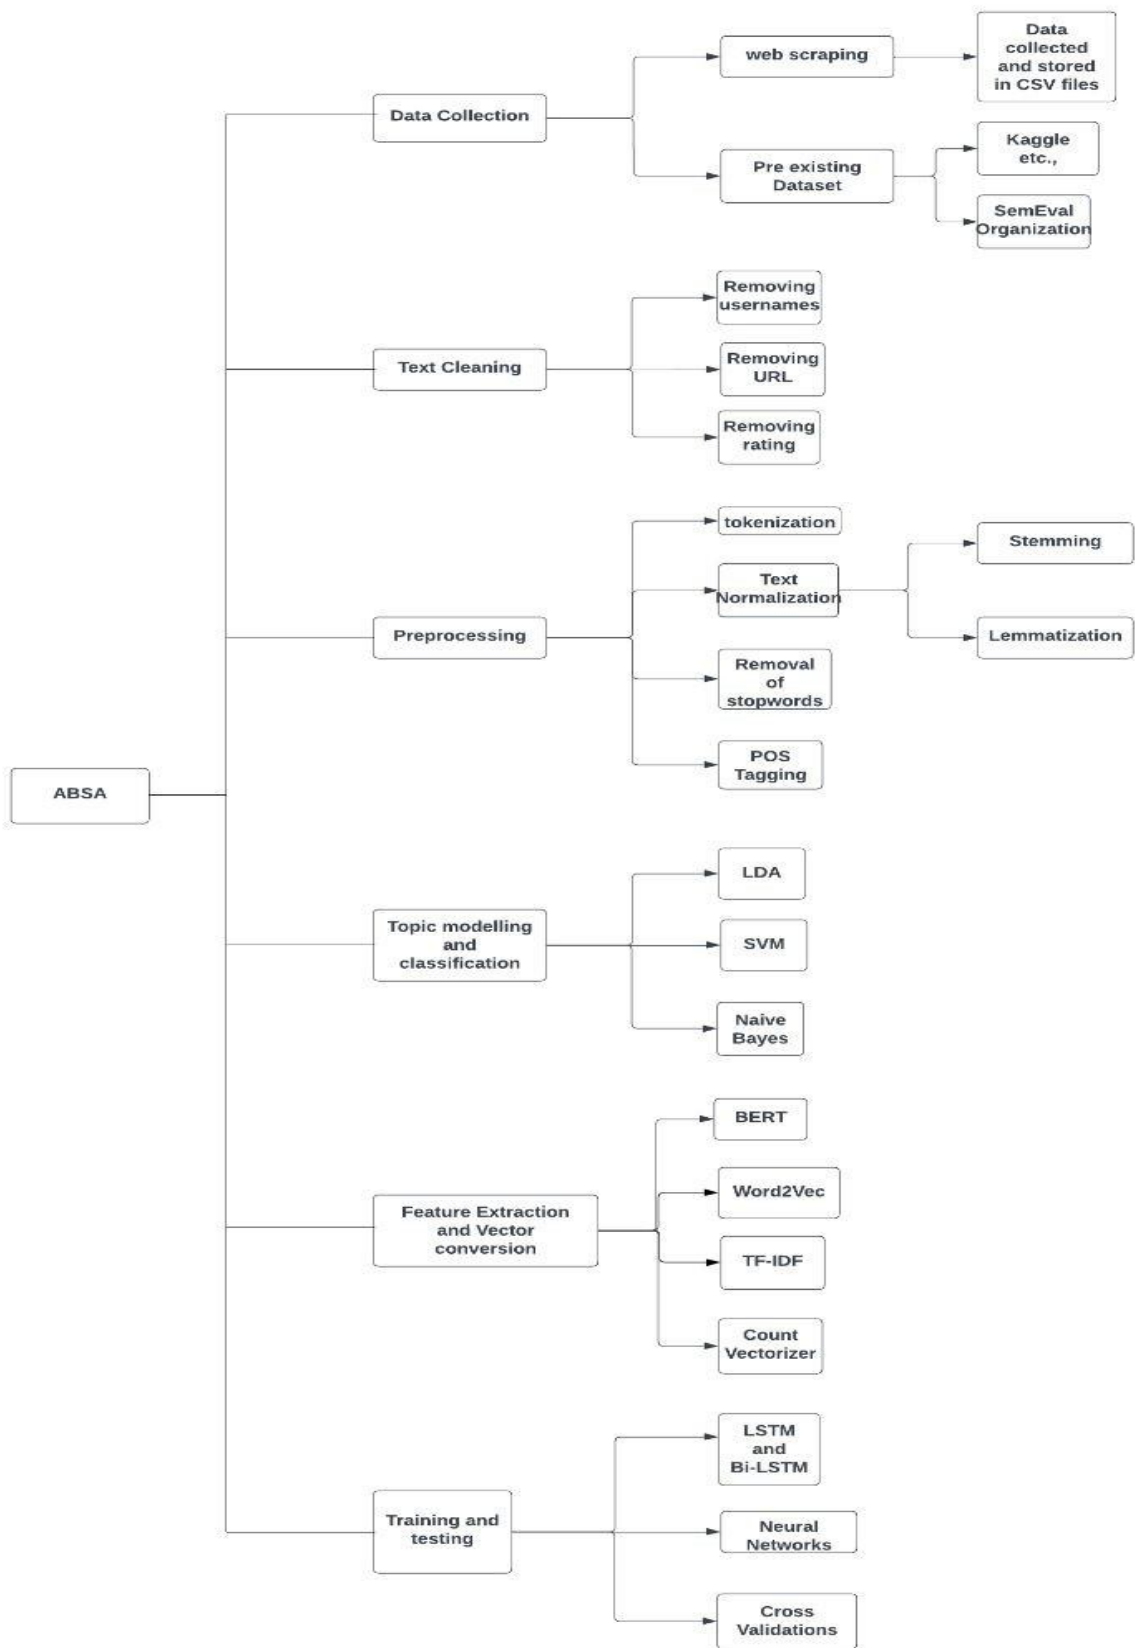 web scraping
Data
collected
and stored
in CSV files
Data Collection
Pre existing
Dataset
Kaggle
etc.,
SemEval
Organization
Removing
usernames
Text Cleaning
Removing
URL
Removing
rating
tokenization
Text
Normalization
Stemming
Lemmatization
Preprocessing
Removal
of
stopwords
POS
Tagging
ABSA
LDA
Topic modelling
and
classification
SVM
Naive
Bayes
BERT
Word2Vec
Feature Extraction
and Vector
conversion
TF-IDF
Count
Vectorizer
LSTM
and
Bi-LSTM
Training and
testing
Neural
Networks
Cross
Validations